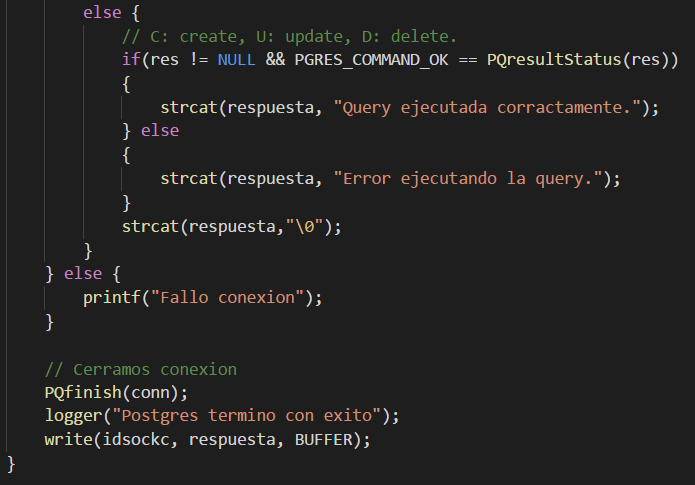 else {
// C: create, U: update, D: delete.
if(res != NULL && PGRES_COMMAND_OK == PQresultStatus(res))
{
strcat(respuesta, "Query ejecutada corractamente.");
} else
{
strcat(respuesta, "Error ejecutando la query.");
}
strcat(respuesta,"\0");
}
} else {
printf("Fallo conexion");
}
// Cerramos conexion
PQfinish(conn);
logger("Postgres termino con exito");
write(idsockc, respuesta, BUFFER);
}